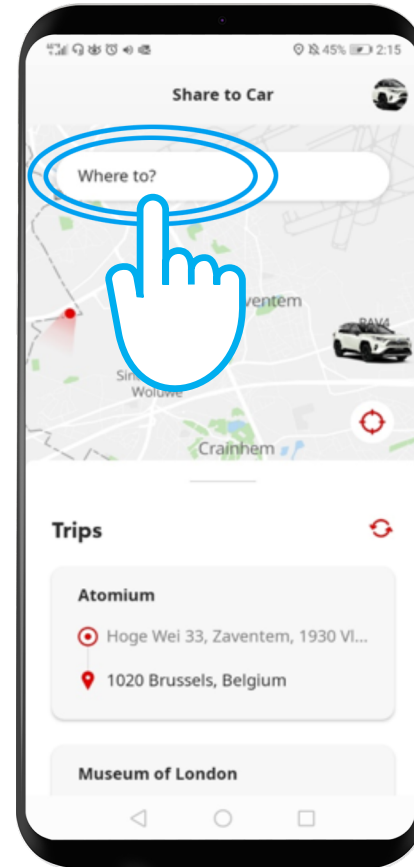 45% 2:15
Share to Car
Where to?
ventem
RAV4
Sin
Woluwe
Crainhem
Trips
Atomium
Hoge Wei 33, Zaventem, 1930 Vl...
1020 Brussels, Belgium
Museum of London